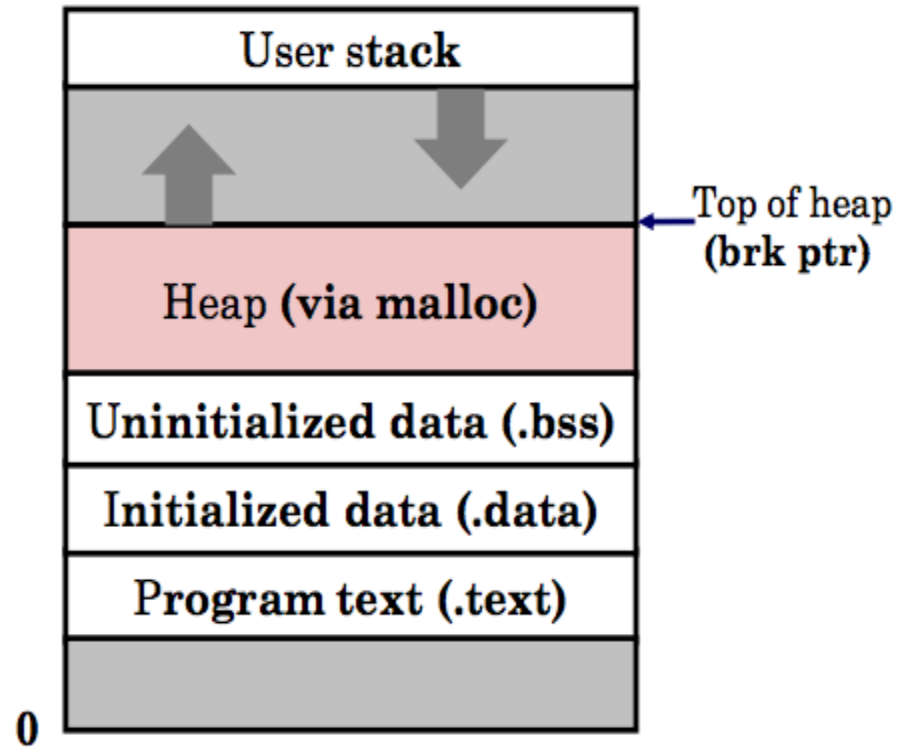 User stack
Top of heap
(brk ptr)
Heap (via malloc)
Uninitialized data (.bss)
Initialized data (.data)
Program text (.text)
0